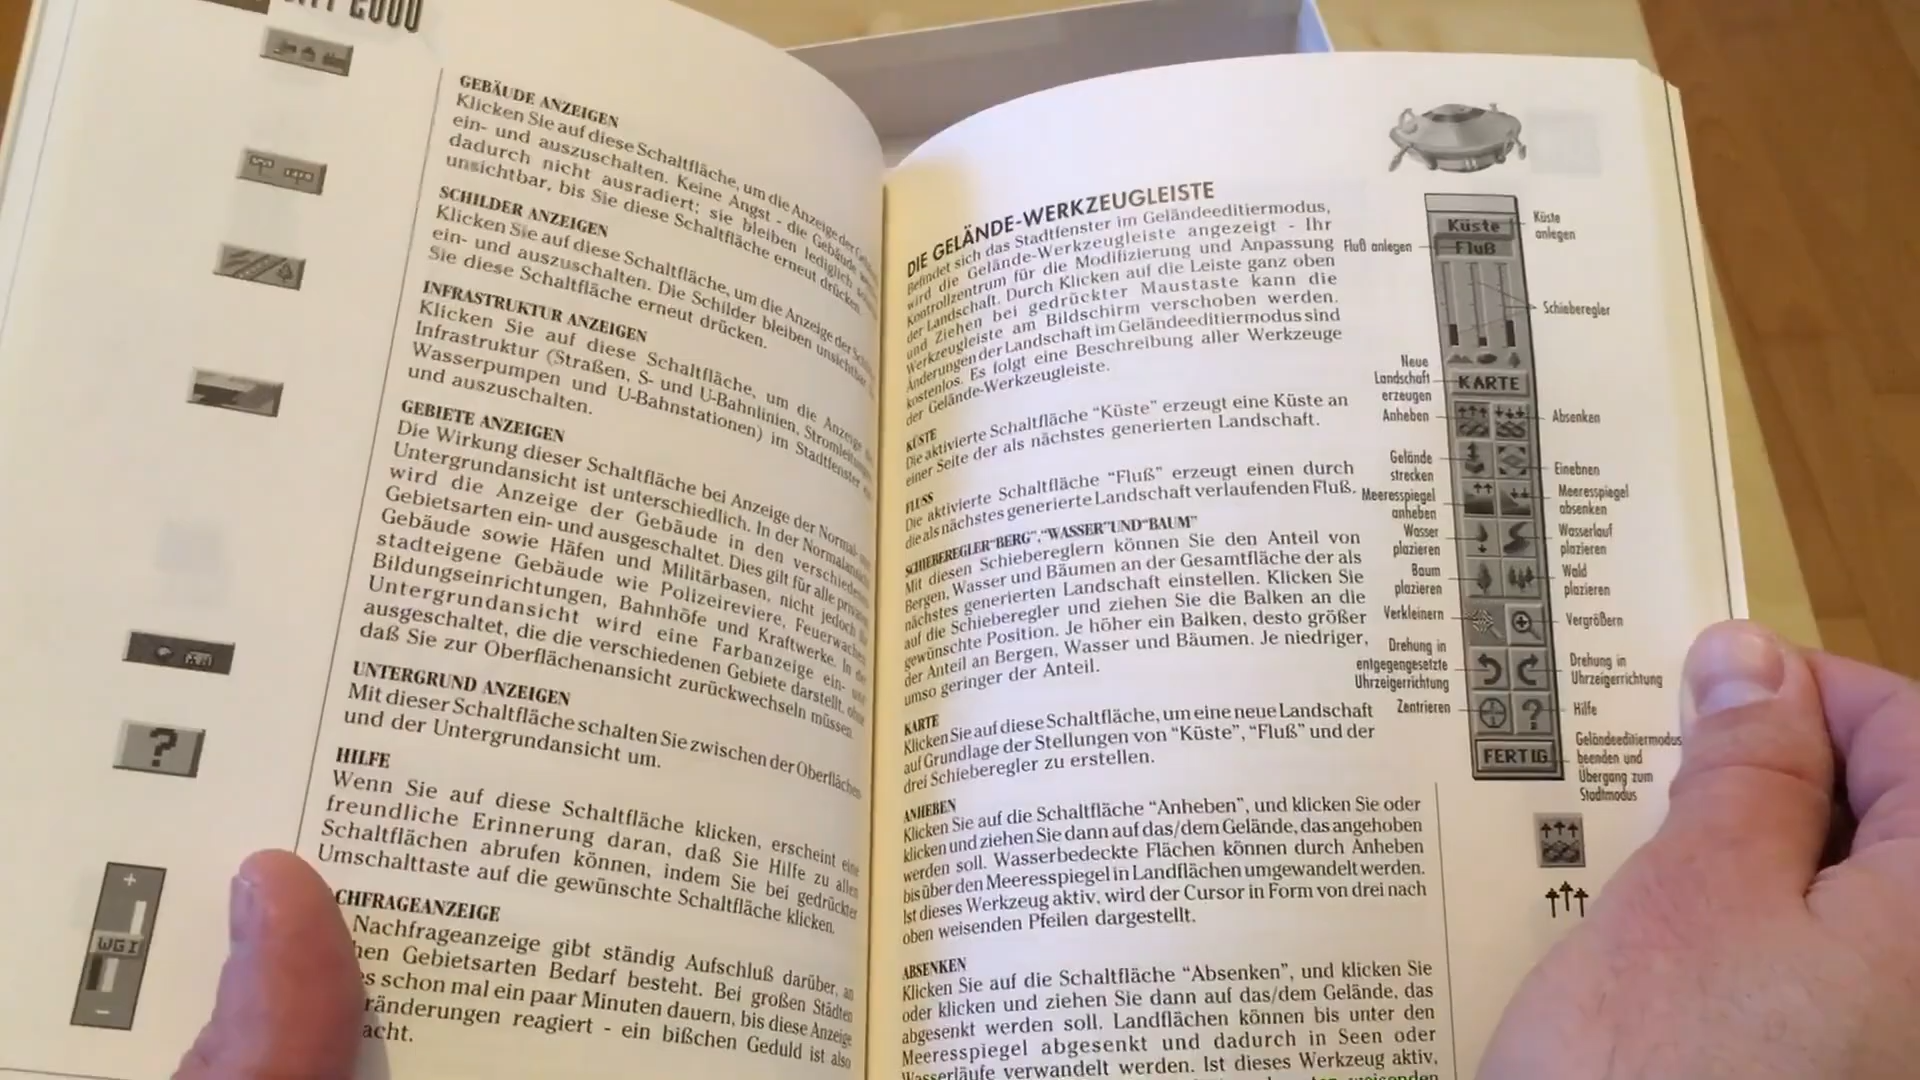 2000
GEBÄUDE ANZEIGEN
Klicken Sie auf diese Schaltfläche, um die Anzeige der
ein- und auszuschalten. Keine Angst - die Gebäude
dadurch nicht ausradiert; sie bleiben lediglich
unsichtbar, bis Sie diese Schaltfläche erneut drücken.
SCHILDER ANZEIGEN
Klicken Sie auf diese Schaltfläche, um die Anzeige der
ein- und auszuschalten. Die Schilder bleiben unsichtbar,
Sie diese Schaltfläche erneut drücken.
INFRASTRUKTUR ANZEIGEN
Klicken Sie auf diese Schaltfläche, um die Anzeige
Infrastruktur (Straßen, S- und U-Bahnlinien,
Wasserpumpen und U-Bahnstationen) im Stadtfenster
und auszuschalten.
GEBIETE ANZEIGEN
Die Wirkung dieser Schaltfläche bei Anzeige der Normal-
Untergrundansicht ist unterschiedlich. In der Normalansicht
wird die Anzeige der Gebäude in den
Gebietsarten ein- und ausgeschaltet. Dies gilt für alle
Gebäude sowie Häfen und Militärbasen, nicht jedoch
stadteigene Gebäude wie Polizeireviere, Feuerwachen
Bildungseinrichtungen, Bahnhöfe und Kraftwerke. In
Untergrundansicht wird eine Farbanzeige ein- und
ausgeschaltet, die die verschiedenen Gebiete darstellt, ohne
daß Sie zur Oberflächenansicht zurückwechseln müssen.
UNTERGRUND ANZEIGEN
Mit dieser Schaltfläche schalten Sie zwischen der Oberflächen-
und der Untergrundansicht um.
?
HILFE
Wenn Sie auf diese Schaltfläche klicken, erscheint eine
freundliche Erinnerung daran, daß Sie Hilfe zu allen
Schaltflächen abrufen können, indem Sie bei gedrückter
Umschalttaste auf die gewünschte Schaltfläche klicken.
+
WGI
−
CHFRAGEANZEIGE
Nachfrageanzeige gibt ständig Aufschluß darüber, an
hen Gebietsarten Bedarf besteht. Bei großen Städten
es schon mal ein paar Minuten dauern, bis diese Anzeige
ränderungen reagiert - ein bißchen Geduld ist also
acht.
DIE GELÄNDE-WERKZEUGLEISTE
Befindet sich das Stadtfenster im Geländeeditiermodus,
wird die Gelände-Werkzeugleiste angezeigt - Ihr
Kontrollzentrum für die Modifizierung und Anpassung
der Landschaft. Durch Klicken auf die Leiste ganz oben
und Ziehen bei gedrückter Maustaste kann die
Werkzeugleiste am Bildschirm verschoben werden.
Änderungen der Landschaft im Geländeeditiermodus sind
kostenlos. Es folgt eine Beschreibung aller Werkzeuge
der Gelände-Werkzeugleiste.
KÜSTE
Die aktivierte Schaltfläche “Küste” erzeugt eine Küste an
einer Seite der als nächstes generierten Landschaft.
FLUSS
Die aktivierte Schaltfläche “Fluß” erzeugt einen durch
die als nächstes generierte Landschaft verlaufenden Fluß.
SCHIEBEREGLER “BERG”, “WASSER” UND “BAUM”
Mit diesen Schiebereglern können Sie den Anteil von
Bergen, Wasser und Bäumen an der Gesamtfläche der als
nächstes generierten Landschaft einstellen. Klicken Sie
auf die Schieberegler und ziehen Sie die Balken an die
gewünschte Position. Je höher ein Balken, desto größer
der Anteil an Bergen, Wasser und Bäumen. Je niedriger,
umso geringer der Anteil.
KARTE
Klicken Sie auf diese Schaltfläche, um eine neue Landschaft
auf Grundlage der Stellungen von “Küste”, “Fluß” und der
drei Schieberegler zu erstellen.
ANHEBEN
Klicken Sie auf die Schaltfläche “Anheben”, und klicken Sie oder
klicken und ziehen Sie dann auf das/dem Gelände, das angehoben
werden soll. Wasserbedeckte Flächen können durch Anheben
bis über den Meeresspiegel in Landflächen umgewandelt werden.
Ist dieses Werkzeug aktiv, wird der Cursor in Form von drei nach
oben weisenden Pfeilen dargestellt.
ABSENKEN
Klicken Sie auf die Schaltfläche “Absenken”, und klicken Sie
oder klicken und ziehen Sie dann auf das/dem Gelände, das
abgesenkt werden soll. Landflächen können bis unter den
Meeresspiegel abgesenkt und dadurch in Seen oder
Wasserläufe verwandelt werden. Ist dieses Werkzeug aktiv,
weisenden
Küste
Fluß
KARTE
?
FERTIG
Küste
anlegen
Fluß anlegen
Schieberegler
Neue
Landschaft
erzeugen
Anheben
Absenken
Gelände
strecken
Einebnen
Meeresspiegel
anheben
Meeresspiegel
absenken
Wasser
plazieren
Wasserlauf
plazieren
Baum
plazieren
Wald
plazieren
Verkleinern
Vergrößern
Drehung in
entgegengesetzte
Uhrzeigerrichtung
Drehung in
Uhrzeigerrichtung
Zentrieren
Hilfe
Geländeeditiermodus
beenden und
Übergang zum
Stadtmodus